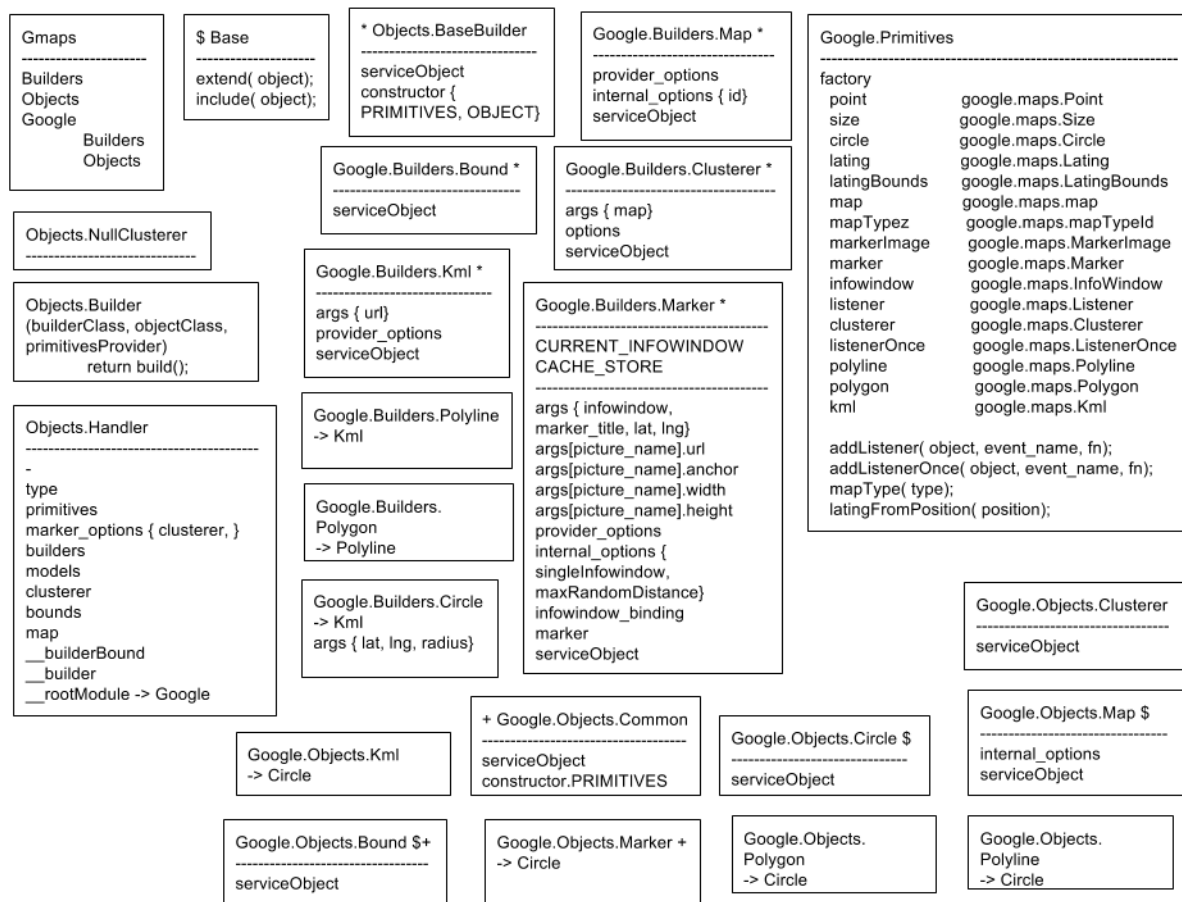 Gmaps
----------------------
Builders
Objects
Google
Builders
Objects
$ Base
---------------------
extend( object);
include( object);
* Objects.BaseBuilder
-------------------------------
serviceObject
constructor {
PRIMITIVES, OBJECT}
Google.Builders.Map *
--------------------------------
provider_options
internal_options { id}
serviceObject
Google.Primitives
---------------------------------------------------------------
factory
point google.maps.Point
size google.maps.Size
circle google.maps.Circle
lating google.maps.Lating
latingBounds google.maps.LatingBounds
map google.maps.map
mapTypez google.maps.mapTypeId
markerImage google.maps.MarkerImage
marker google.maps.Marker
infowindow google.maps.InfoWindow
listener google.maps.Listener
clusterer google.maps.Clusterer
listenerOnce google.maps.ListenerOnce
polyline google.maps.Polyline
polygon google.maps.Polygon
kml google.maps.Kml
addListener( object, event_name, fn);
addListenerOnce( object, event_name, fn);
mapType( type);
latingFromPosition( position);
Google.Builders.Bound *
---------------------------------
serviceObject
Google.Builders.Clusterer *
-------------------------------------
args { map}
options
serviceObject
Objects.NullClusterer
------------------------------
Google.Builders.Kml *
-------------------------------
args { url}
provider_options
serviceObject
Objects.Builder
(builderClass, objectClass,
primitivesProvider)
return build();
Google.Builders.Marker *
-----------------------------------------
CURRENT_INFOWINDOW
CACHE_STORE
-----------------------------------------
args { infowindow,
marker_title, lat, lng}
args[picture_name].url
args[picture_name].anchor
args[picture_name].width
args[picture_name].height
provider_options
internal_options {
singleInfowindow,
maxRandomDistance}
infowindow_binding
marker
serviceObject
Google.Builders.Polyline
-> Kml
Objects.Handler
-----------------------------------------
-
type
primitives
marker_options { clusterer, }
builders
models
clusterer
bounds
map
__builderBound
__builder
__rootModule -> Google
Google.Builders.
Polygon
-> Polyline
Google.Builders.Circle
-> Kml
args { lat, lng, radius}
Google.Objects.Clusterer
----------------------------------
serviceObject
Google.Objects.Kml
-> Circle
+ Google.Objects.Common
------------------------------------
serviceObject
constructor.PRIMITIVES
Google.Objects.Circle $
-------------------------------
serviceObject
Google.Objects.Map $
---------------------------------
internal_options
serviceObject
Google.Objects.Bound $+
----------------------------------
serviceObject
Google.Objects.Marker +
-> Circle
Google.Objects.
Polygon
-> Circle
Google.Objects.
Polyline
-> Circle